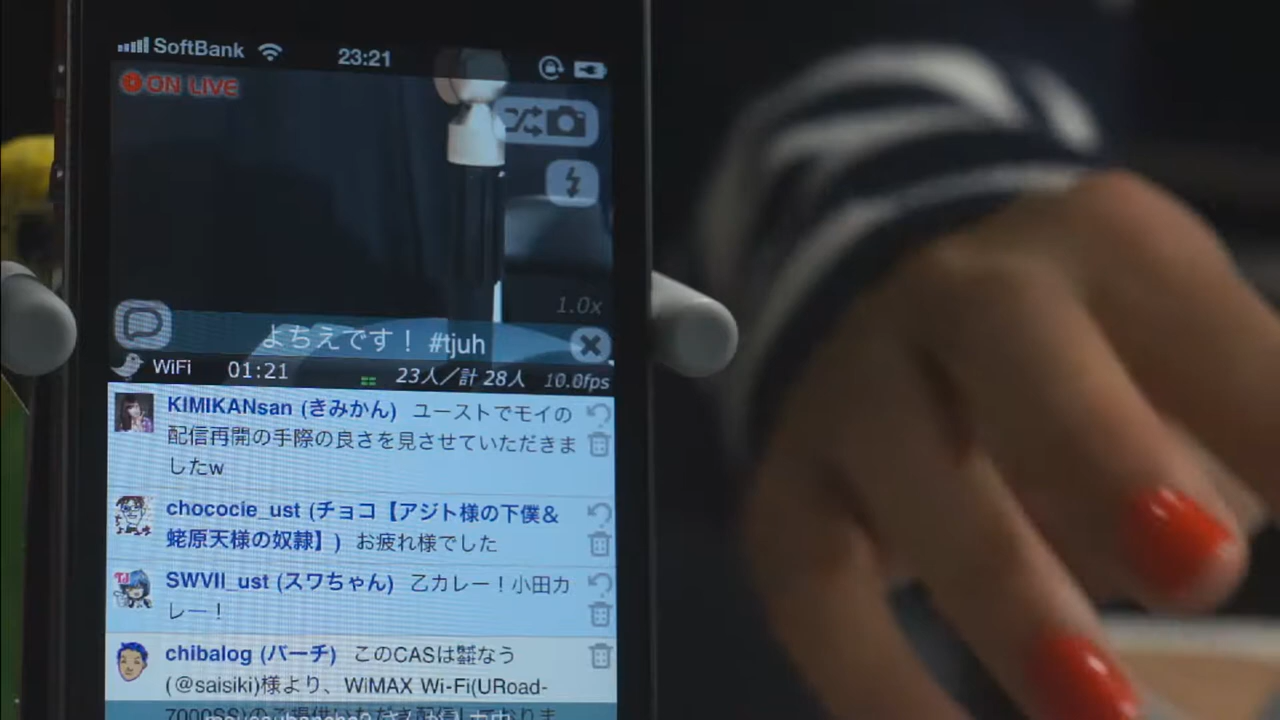 SoftBank 23:21
ON LIVE
1.0x
よちえです！ #tjuh
WiFi 01:21 23人／計 28人 10.0fps
KIMIKANsan (きみかん) ユーストでモイの
配信再開の手際の良さを見させていただきま
したw
chococie_ust (チョコ【アジト様の下僕＆
蛯原天様の奴隷】) お疲れ様でした
SWVII_ust (スワちゃん) 乙カレー！小田カ
レー！
chibalog (バーチ) このCASは㍿なう
(@saisiki)様より、WiMAX Wi-Fi(URoad-